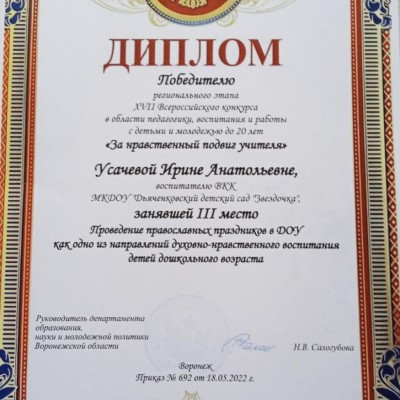 ДИПЛОМ
Победителю
регионального этапа
XVII Всероссийского конкурса
в области педагогики, воспитания и работы
с детьми и молодежью до 20 лет
«За нравственный подвиг учителя»
Усачевой Ирине Анатольевне,
воспитателю ВКК
МКДОУ "Дьяченковский детский сад "Звездочка",
занявшей III место
Проведение православных праздников в ДОУ
как одно из направлений духовно-нравственного воспитания
детей дошкольного возраста
Руководитель департамента
образования,
науки и молодежной политики
Воронежской области
Н.В. Салогубова
Воронеж
Приказ № 692 от 18.05.2022 г.